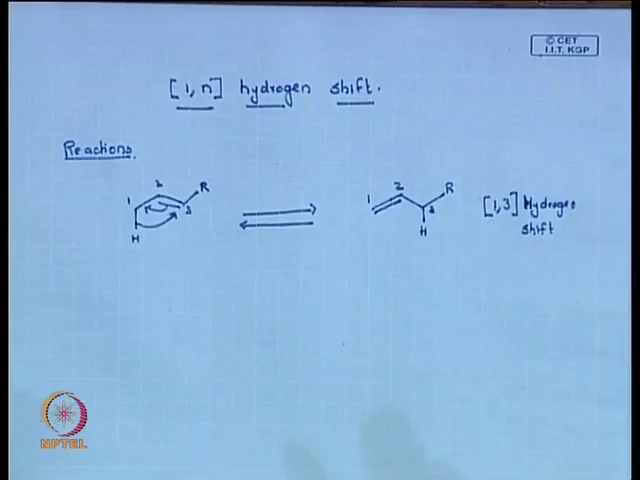 © CET
I.I.T. KGP
[1,n] hydrogen shift.
Reactions
1 2 3 R H
1 2 3 R H
[1,3] Hydrogen
shift
NPTEL